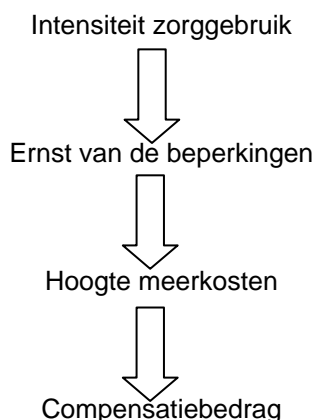 Intensiteit zorggebruik
Ernst van de beperkingen
Hoogte meerkosten
Compensatiebedrag